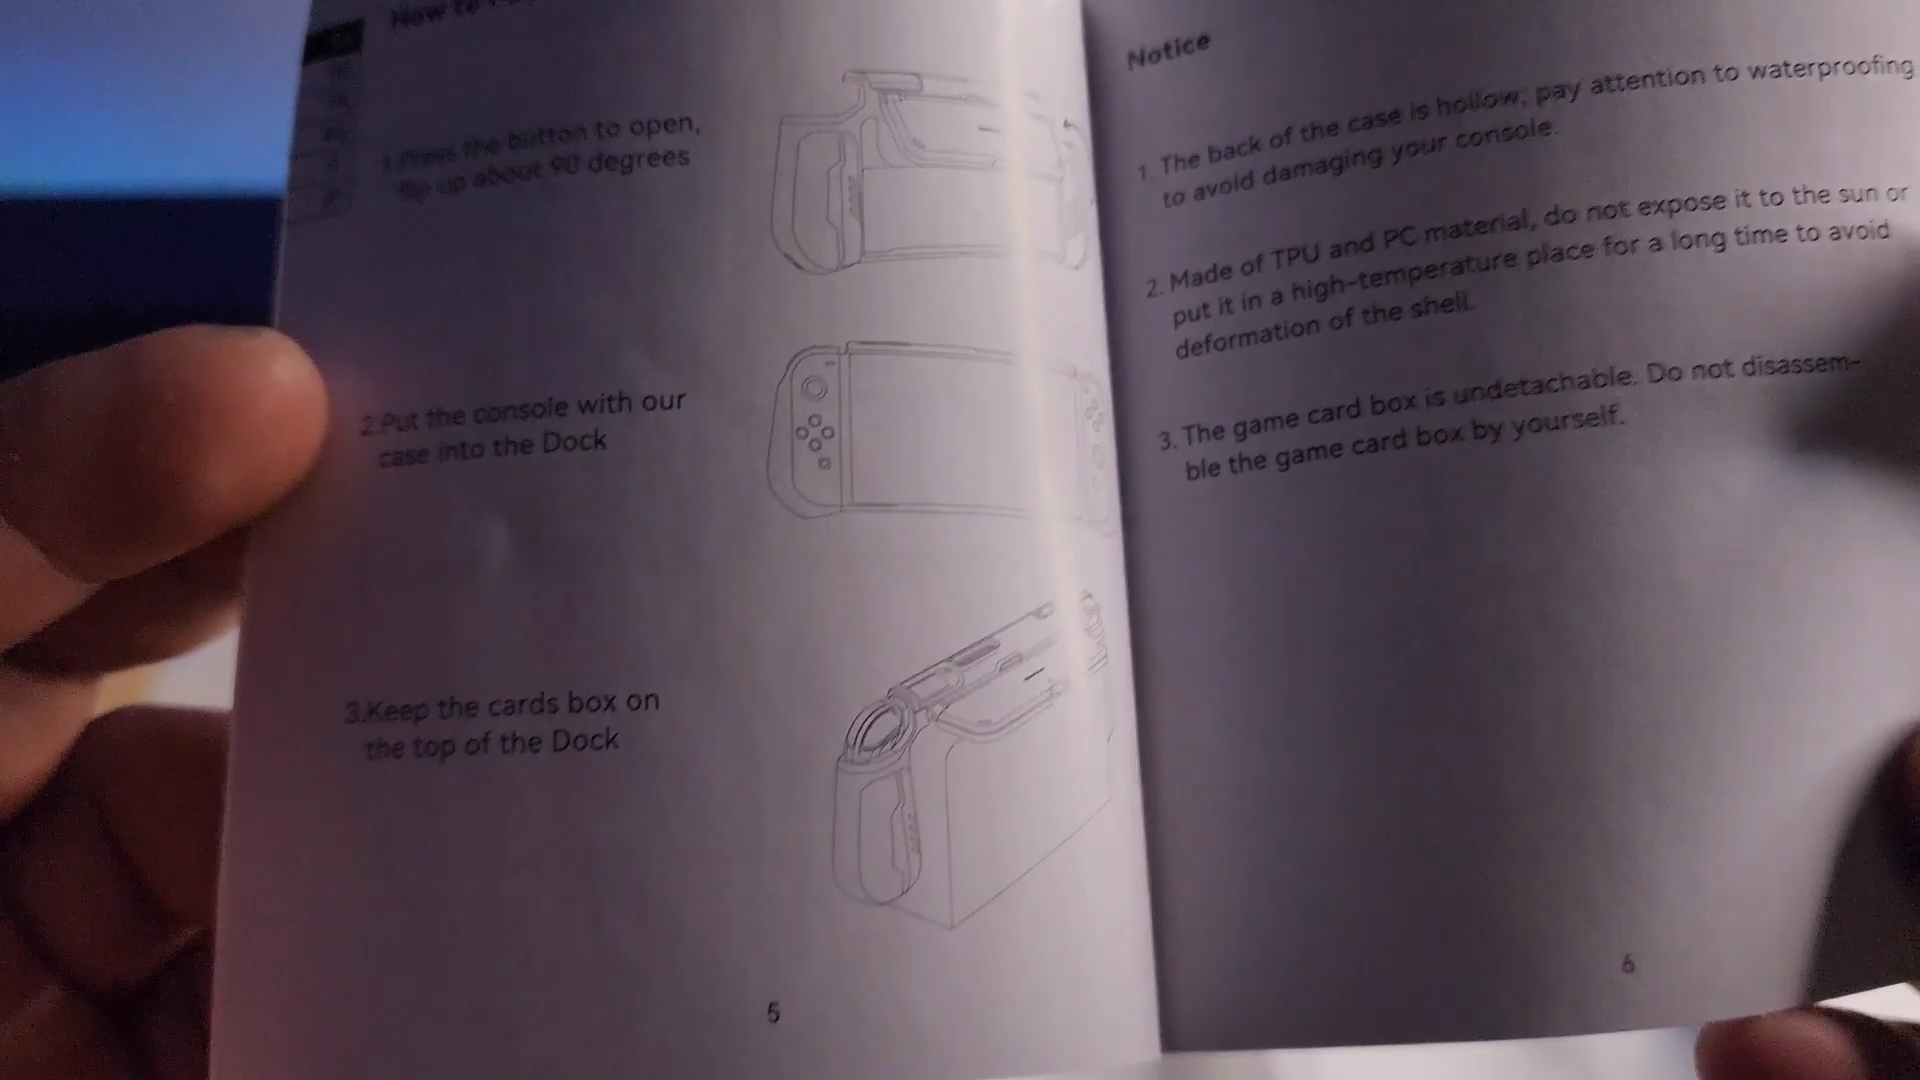 How to
1.Press the button to open,
flip up about 90 degrees
2.Put the console with our
case into the Dock
3.Keep the cards box on
the top of the Dock
5
Notice
1. The back of the case is hollow, pay attention to waterproofing
to avoid damaging your console.
2. Made of TPU and PC material, do not expose it to the sun or
put it in a high-temperature place for a long time to avoid
deformation of the shell.
3. The game card box is undetachable. Do not disassem-
ble the game card box by yourself.
6